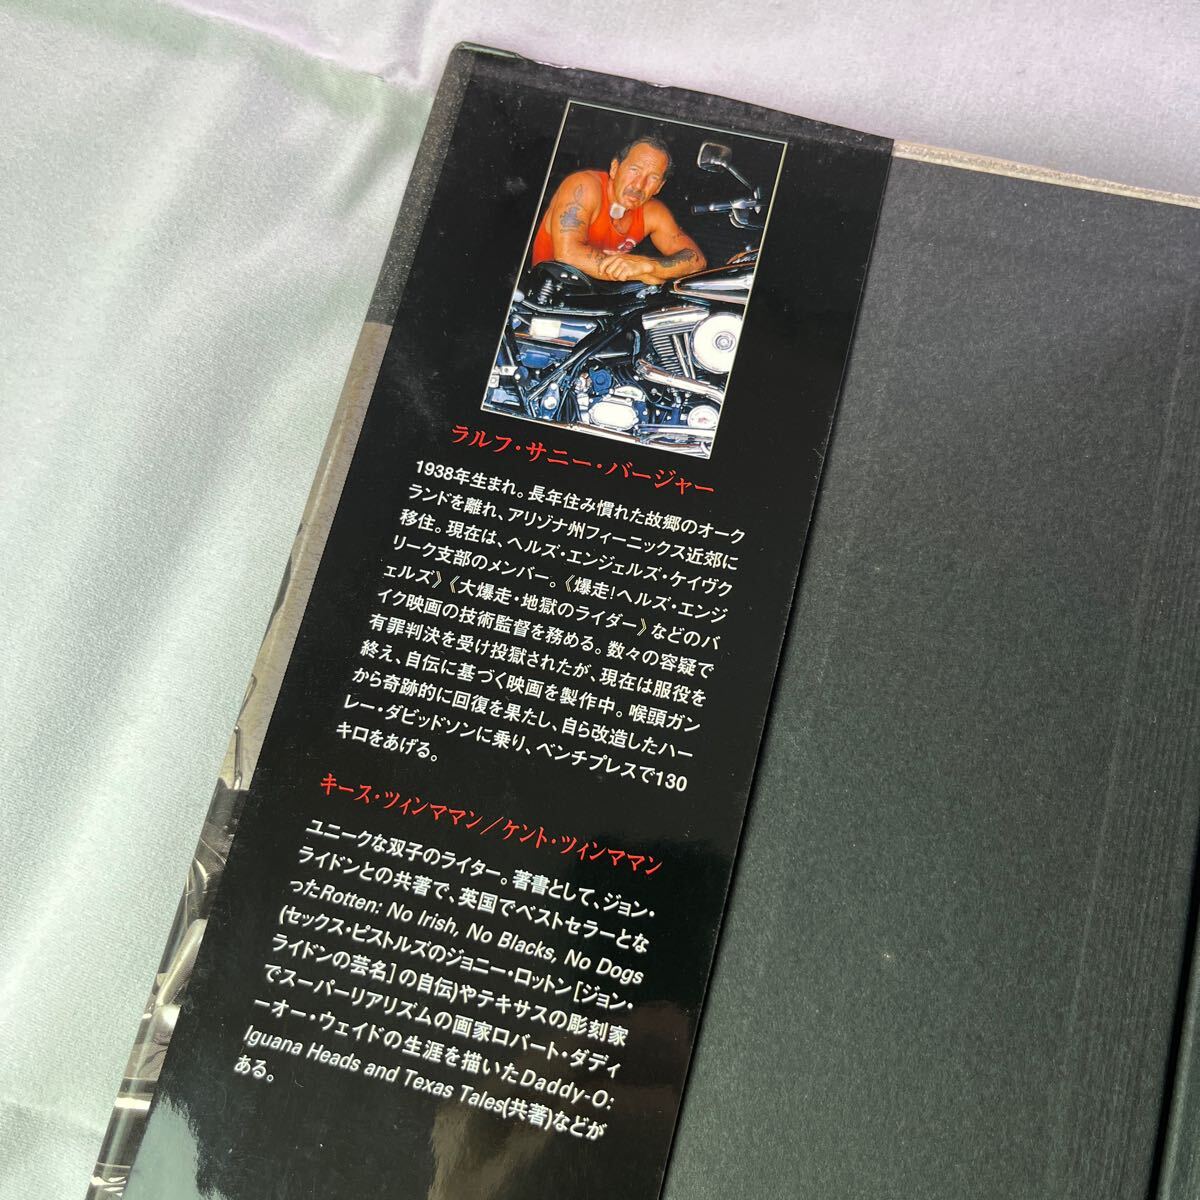 ラルフ・サニー・バージャー
1938年生まれ。長年住み慣れた故郷のオーク
ランドを離れ、アリゾナ州フィーニックス近郊に
移住。現在は、ヘルズ・エンジェルズ・ケイヴク
リーク支部のメンバー。《爆走!ヘルズ・エンジ
ェルズ》《大爆走・地獄のライダー》などのバ
イク映画の技術監督を務める。数々の容疑で
有罪判決を受け投獄されたが、現在は服役を
終え、自伝に基づく映画を製作中。喉頭ガン
から奇跡的に回復を果たし、自ら改造したハー
レー・ダビッドソンに乗り、ベンチプレスで130
キロをあげる。
キース・ツィンママン/ケント・ツィンママン
ユニークな双子のライター。著書として、ジョン・
ライドンとの共著で、英国でベストセラーとな
ったRotten: No Irish, No Blacks, No Dogs
(セックス・ピストルズのジョニー・ロットン[ジョン・
ライドンの芸名]の自伝)やテキサスの彫刻家
でスーパーリアリズムの画家ロバート・ダディ
ーオー・ウェイドの生涯を描いたDaddy-O:
Iguana Heads and Texas Tales(共著)などが
ある。